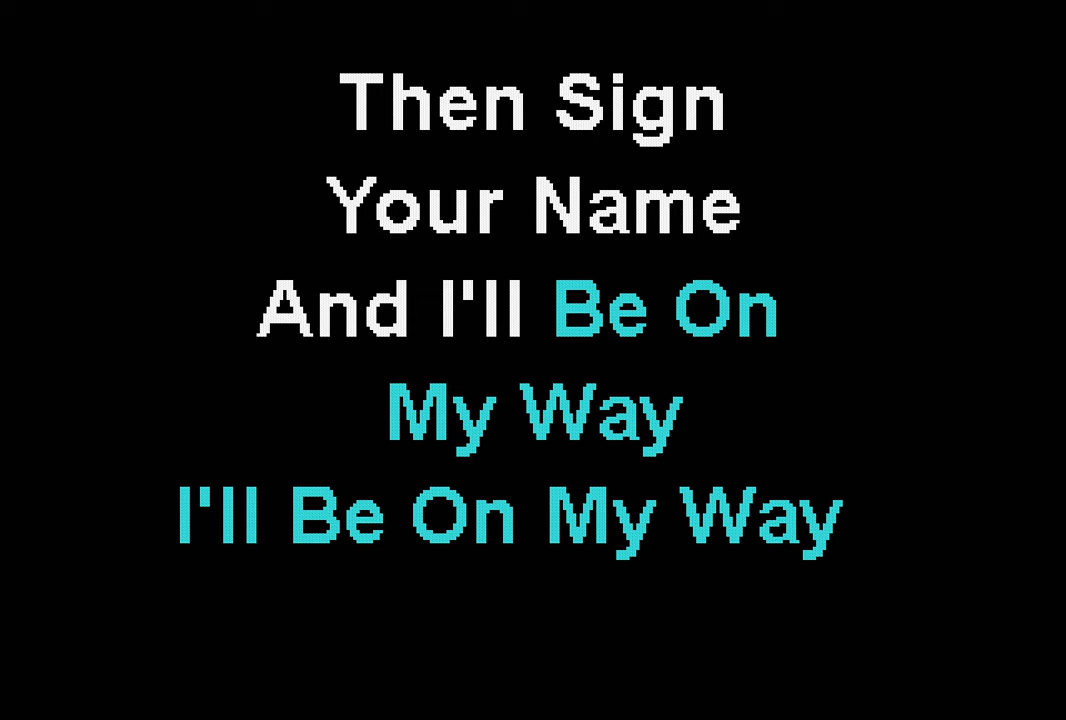 Then Sign
Your Name
And I'll Be On
My Way
I'll Be On My Way